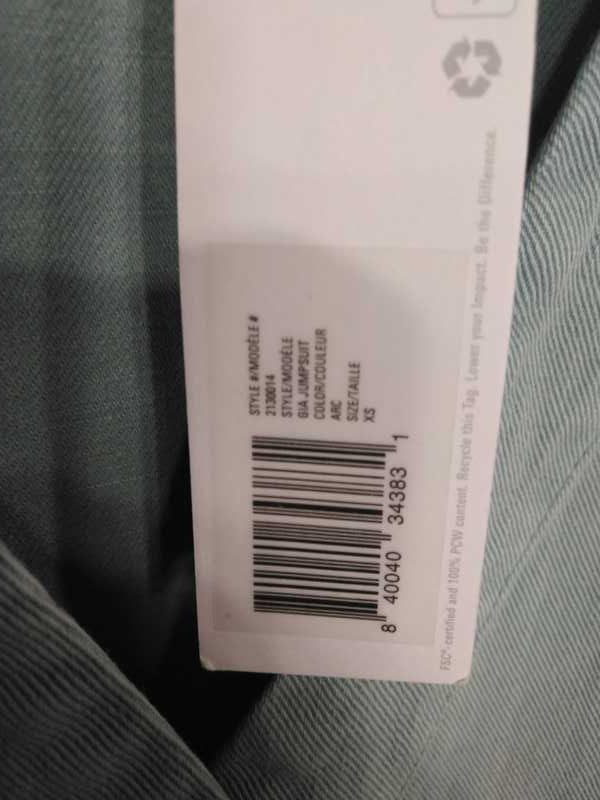 STYLE #/MODÈLE #
2130014
STYLE/MODÈLE
GIA JUMPSUIT
COLOR/COULEUR
ARC
SIZE/TAILLE
XS
8 40040 34383 1
FSC®-certified and 100% PCW content. Recycle this Tag. Lower your Impact. Be the Difference.